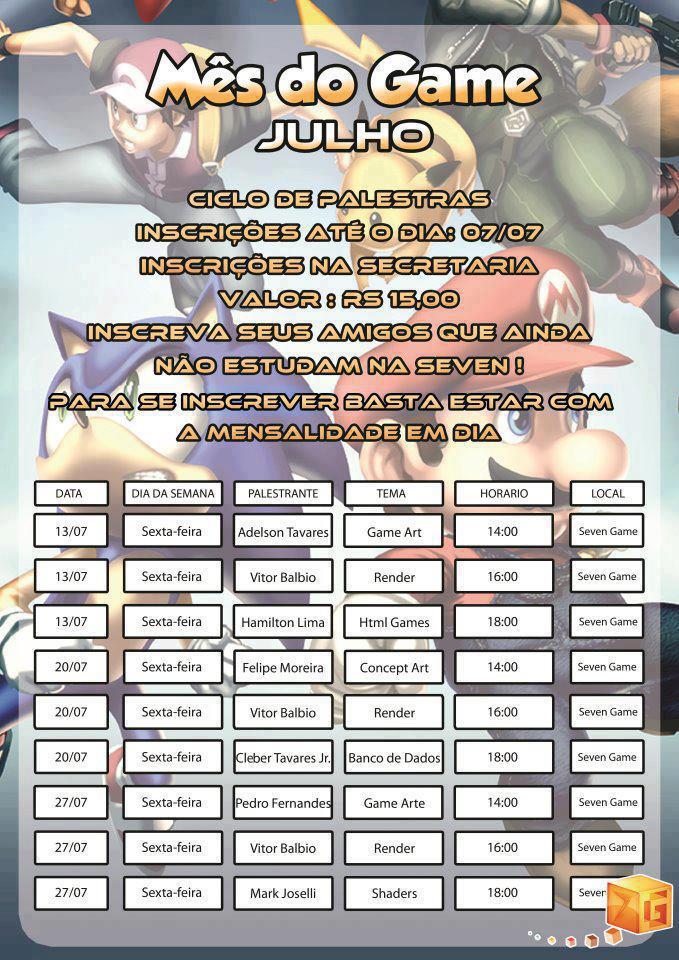 Mês do Game
JULHO
CICLO DE PALESTRAS
INSCRIÇÕES ATÉ O DIA: 07/07
INSCRIÇÕES NA SECRETARIA
VALOR : RS 15,00
INSCREVA SEUS AMIGOS QUE AINDA
NÃO ESTUDAM NA SEVEN !
PARA SE INSCREVER BASTA ESTAR COM
A MENSALIDADE EM DIA
DATA DIA DA SEMANA PALESTRANTE TEMA HORARIO LOCAL
13/07 Sexta-feira Adelson Tavares Game Art 14:00 Seven Game
13/07 Sexta-feira Vitor Balbio Render 16:00 Seven Game
13/07 Sexta-feira Hamilton Lima Html Games 18:00 Seven Game
20/07 Sexta-feira Felipe Moreira Concept Art 14:00 Seven Game
20/07 Sexta-feira Vitor Balbio Render 16:00 Seven Game
20/07 Sexta-feira Cleber Tavares Jr. Banco de Dados 18:00 Seven Game
27/07 Sexta-feira Pedro Fernandes Game Arte 14:00 Seven Game
27/07 Sexta-feira Vitor Balbio Render 16:00 Seven Game
27/07 Sexta-feira Mark Joselli Shaders 18:00
7G
M